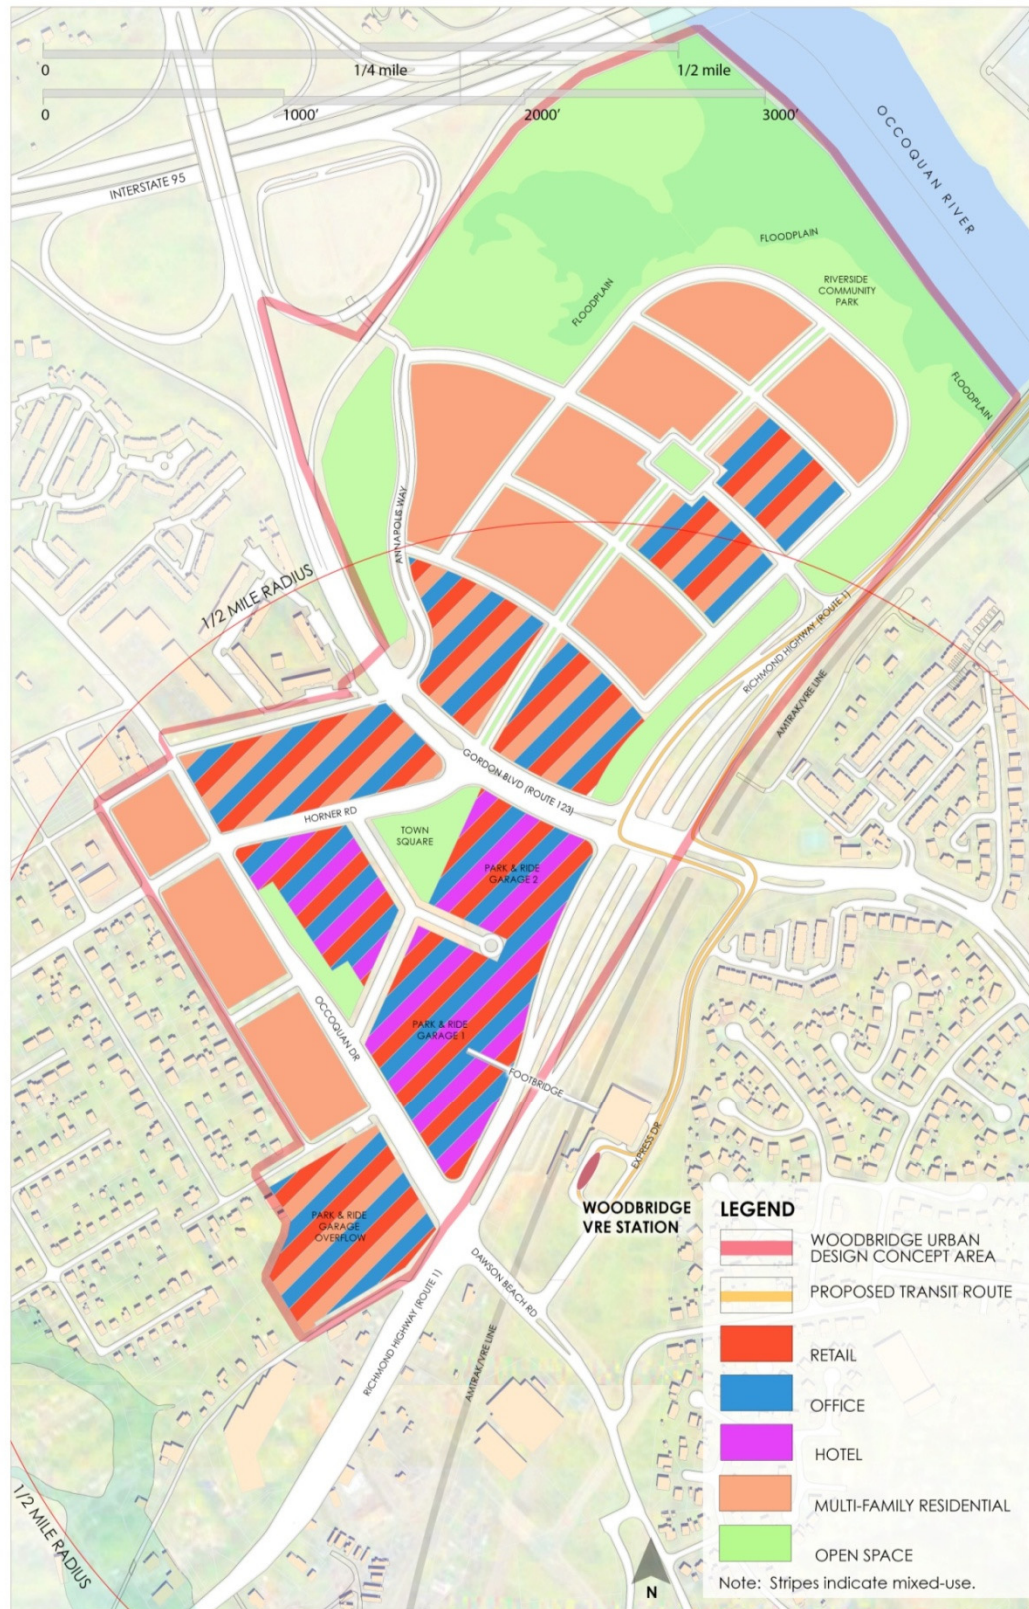 0
1/4 mile
1/2 mile
0
1000'
2000'
3000'
INTERSTATE 95
OCCOQUAN RIVER
FLOODPLAIN
FLOODPLAIN
RIVERSIDE
COMMUNITY
PARK
FLOODPLAIN
ANNAPOLIS WAY
1/2 MILE RADIUS
RICHMOND HIGHWAY (ROUTE 1)
AMTRAK/VRE LINE
GORDON BLVD (ROUTE 123)
HORNER RD
TOWN
SQUARE
PARK & RIDE
GARAGE 2
OCCOQUAN DR
PARK & RIDE
GARAGE 1
FOOTBRIDGE
EXPRESS DR
WOODBRIDGE
VRE STATION
PARK & RIDE
GARAGE
OVERFLOW
DAWSON BEACH RD
RICHMOND HIGHWAY (ROUTE 1)
AMTRAK/VRE LINE
1/2 MILE RADIUS
N
LEGEND
WOODBRIDGE URBAN
DESIGN CONCEPT AREA
PROPOSED TRANSIT ROUTE
RETAIL
OFFICE
HOTEL
MULTI-FAMILY RESIDENTIAL
OPEN SPACE
Note: Stripes indicate mixed-use.